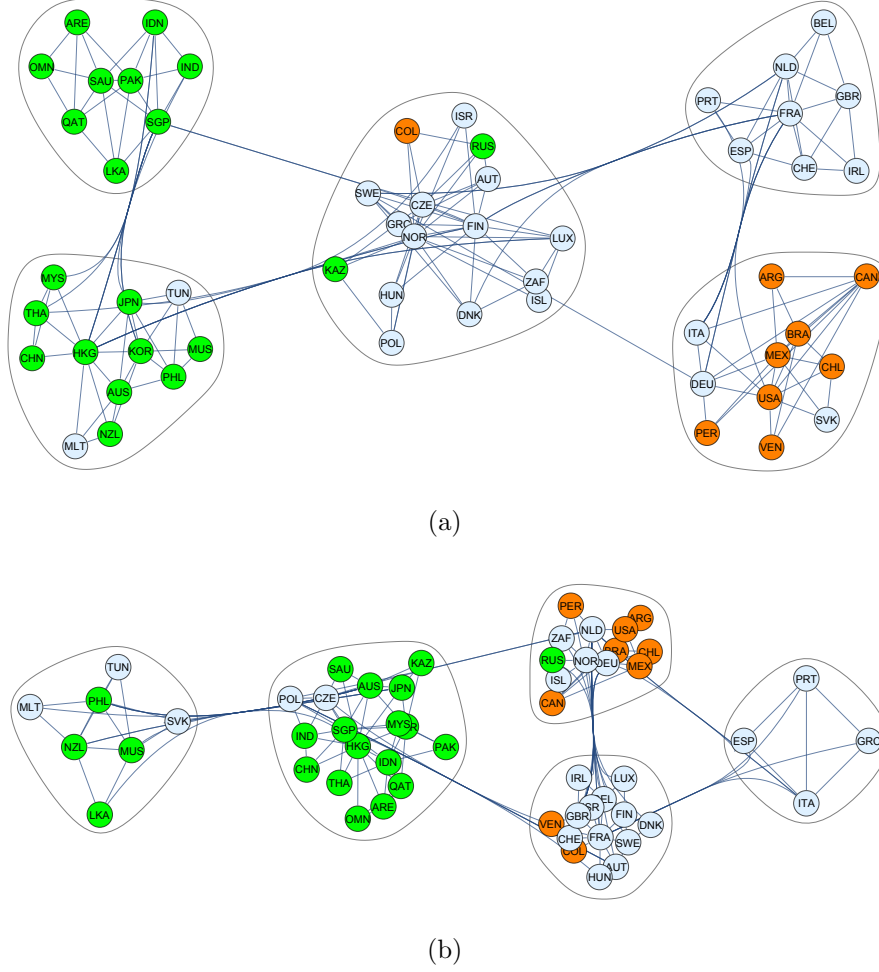 ARE
IDN
OMN
SAU
PAK
IND
QAT
SGP
LKA
MYS
THA
JPN
TUN
CHN
HKG
KOR
MUS
PHL
AUS
NZL
MLT
ISR
COL
RUS
AUT
SWE
CZE
GRC
NOR
FIN
LUX
KAZ
HUN
ZAF
ISL
DNK
POL
BEL
NLD
PRT
GBR
FRA
ESP
CHE
IRL
ARG
CAN
ITA
BRA
MEX
CHL
DEU
USA
SVK
PER
VEN
(a)
TUN
MLT
PHL
SVK
NZL
MUS
LKA
SAU
KAZ
POL
CZE
AUS
JPN
IND
SGP
MYS
HKG
PAK
CHN
THA
IDN
QAT
ARE
OMN
PER
ARG
ZAF
NLD
USA
RUS
NOR
DEU
BRA
CHL
MEX
ISL
CAN
IRL
LUX
BEL
ISR
GBR
FIN
VEN
DNK
CHE
FRA
SWE
COL
AUT
HUN
PRT
ESP
GRC
ITA
(b)